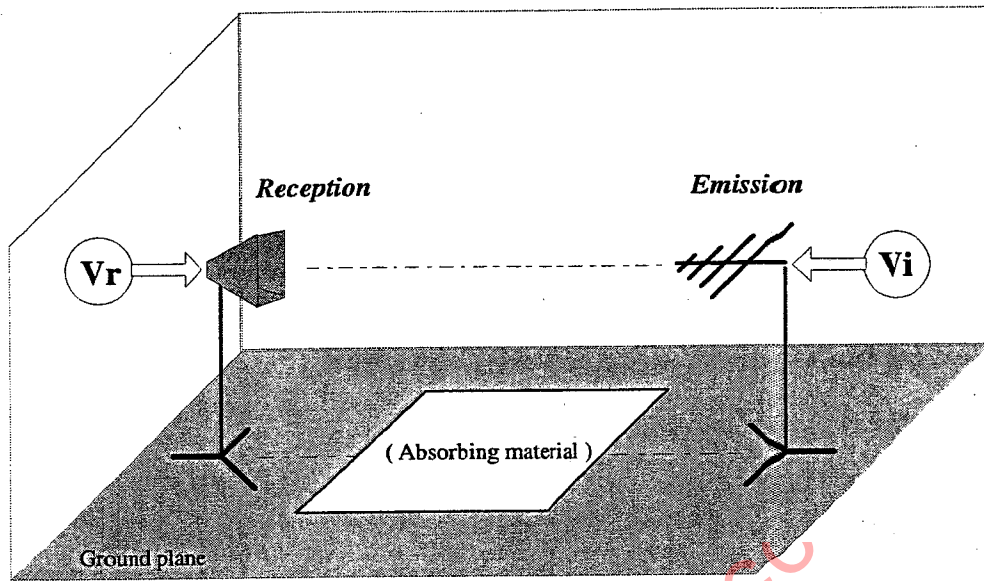 Reception
Emission
Vr
Vi
( Absorbing material )
Ground plane